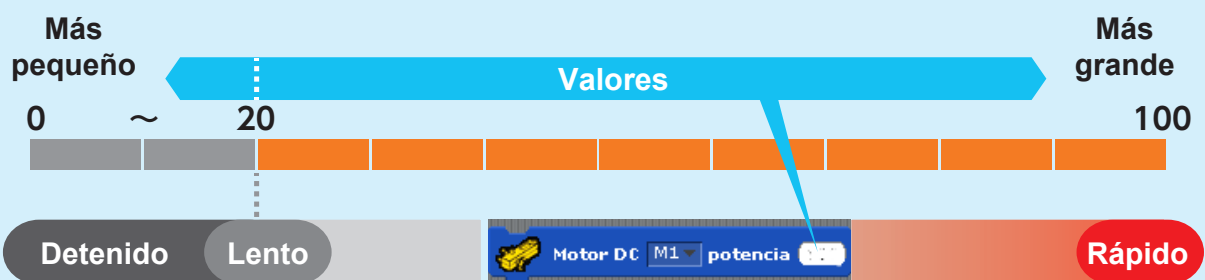 Más
pequeño
Valores
Más
grande
0 ～ 20 100
Detenido Lento Motor DC M1 potencia Rápido